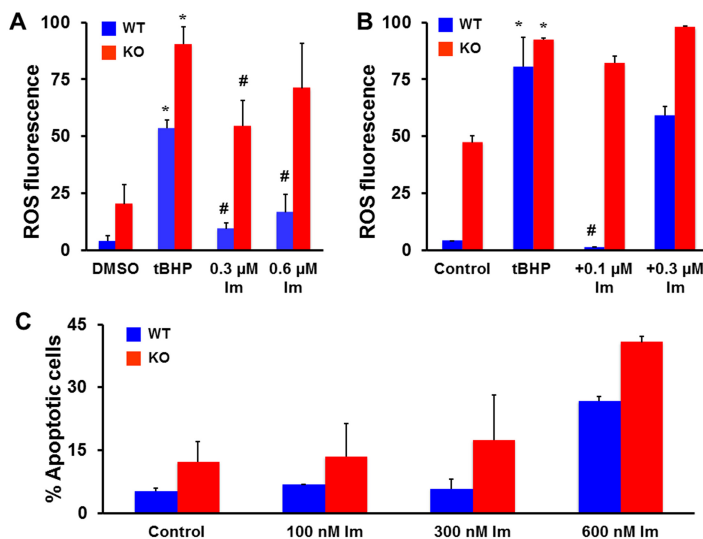 A
WT
KO
ROS fluorescence
100
75
50
25
0
*
*
#
#
#
DMSO
tBHP
0.3 µM
Im
0.6 µM
Im
B
WT
KO
ROS fluorescence
100
75
50
25
0
*
*
#
Control
tBHP
+0.1 µM
Im
+0.3 µM
Im
C
WT
KO
% Apoptotic cells
45
30
15
0
Control
100 nM Im
300 nM Im
600 nM Im